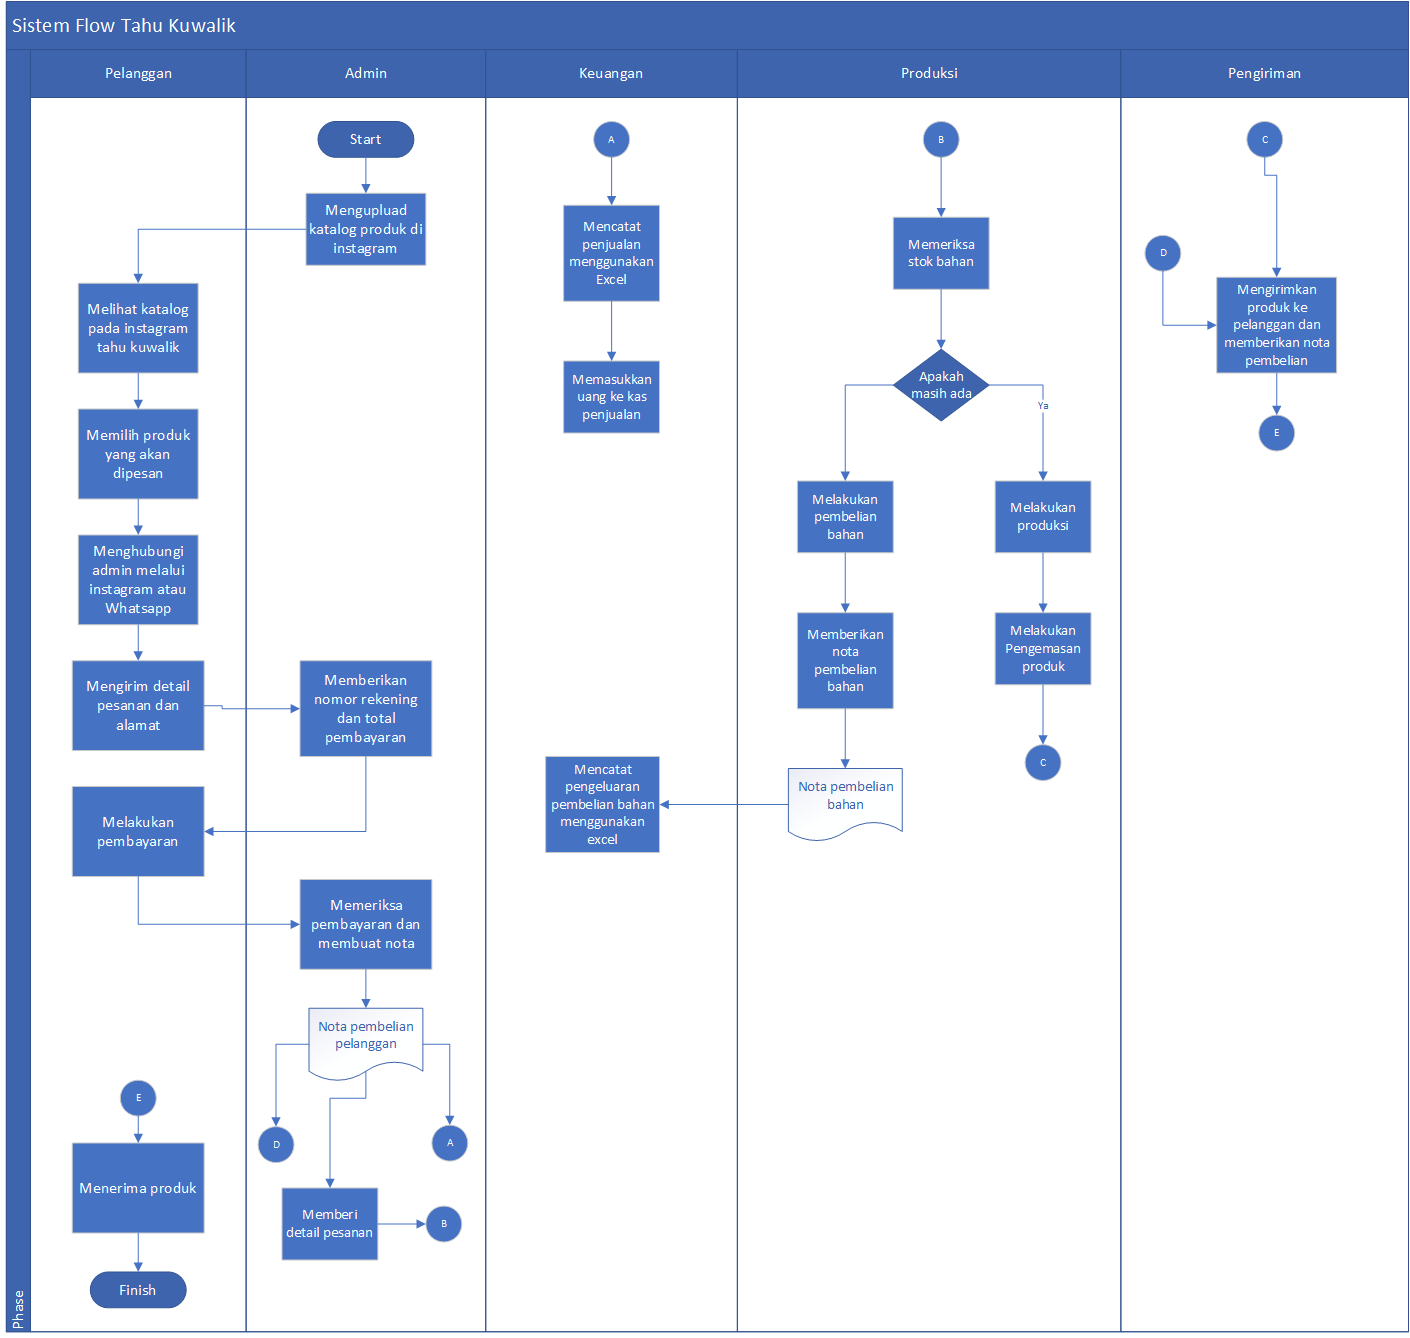 Sistem Flow Tahu Kuwalik
Phase
Pelanggan
Admin
Keuangan
Produksi
Pengiriman
Melihat katalog
pada instagram
tahu kuwalik
Memilih produk
yang akan
dipesan
Menghubungi
admin melalui
instagram atau
Whatsapp
Mengirim detail
pesanan dan
alamat
Melakukan
pembayaran
E
Menerima produk
Finish
Start
Mengupluad
katalog produk di
instagram
Memberikan
nomor rekening
dan total
pembayaran
Memeriksa
pembayaran dan
membuat nota
Nota pembelian
pelanggan
D
A
Memberi
detail pesanan
B
A
Mencatat
penjualan
menggunakan
Excel
Memasukkan
uang ke kas
penjualan
Mencatat
pengeluaran
pembelian bahan
menggunakan
excel
B
Memeriksa
stok bahan
Apakah
masih ada
Ya
Melakukan
pembelian
bahan
Memberikan
nota
pembelian
bahan
Nota pembelian
bahan
Melakukan
produksi
Melakukan
Pengemasan
produk
C
C
D
Mengirimkan
produk ke
pelanggan dan
memberikan nota
pembelian
E